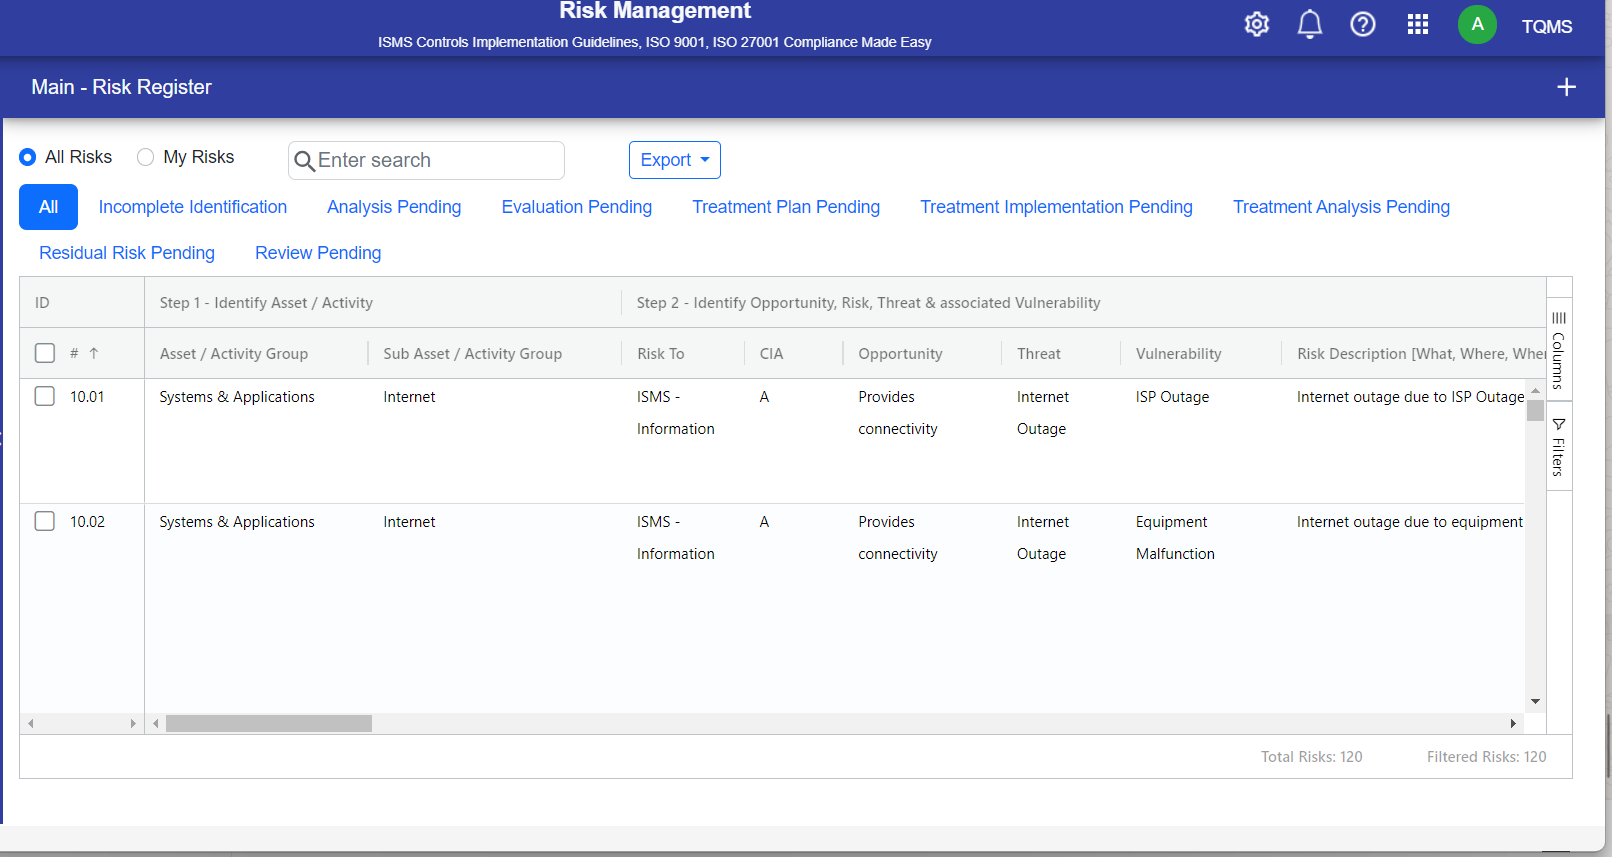 Risk Management
ISMS Controls Implementation Guidelines, ISO 9001, ISO 27001 Compliance Made Easy
A
TQMS
Main - Risk Register
All Risks
My Risks
Enter search
Export
All
Incomplete Identification
Analysis Pending
Evaluation Pending
Treatment Plan Pending
Treatment Implementation Pending
Treatment Analysis Pending
Residual Risk Pending
Review Pending
ID
Step 1 - Identify Asset / Activity
Step 2 - Identify Opportunity, Risk, Threat & associated Vulnerability
# ↑
Asset / Activity Group
Sub Asset / Activity Group
Risk To
CIA
Opportunity
Threat
Vulnerability
Risk Description [What, Where, When
Columns
Filters
10.01
Systems & Applications
Internet
ISMS -
Information
A
Provides
connectivity
Internet
Outage
ISP Outage
Internet outage due to ISP Outage
10.02
Systems & Applications
Internet
ISMS -
Information
A
Provides
connectivity
Internet
Outage
Equipment
Malfunction
Internet outage due to equipment
Total Risks: 120
Filtered Risks: 120